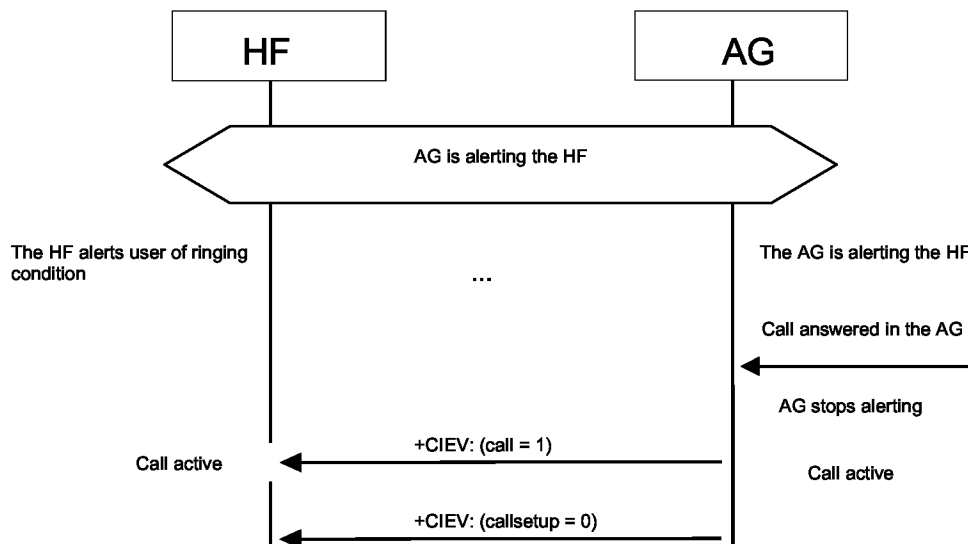 HF
AG
AG is alerting the HF
The HF alerts user of ringing
condition
...
The AG is alerting the HF
Call answered in the AG
AG stops alerting
+CIEV: (call = 1)
Call active
Call active
+CIEV: (callsetup = 0)